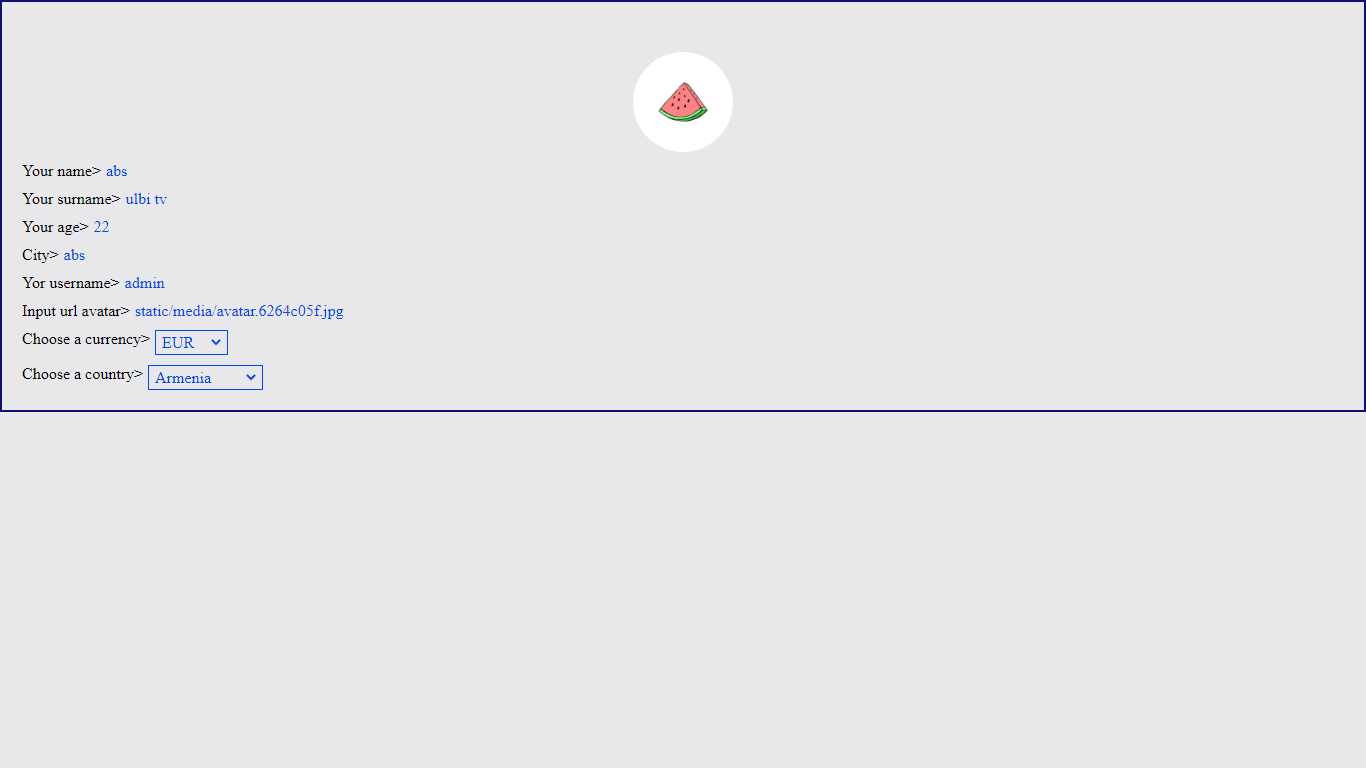 Your name> abs
Your surname> ulbi tv
Your age> 22
City> abs
Yor username> admin
Input url avatar> static/media/avatar.6264c05f.jpg
Choose a currency> EUR
Choose a country> Armenia